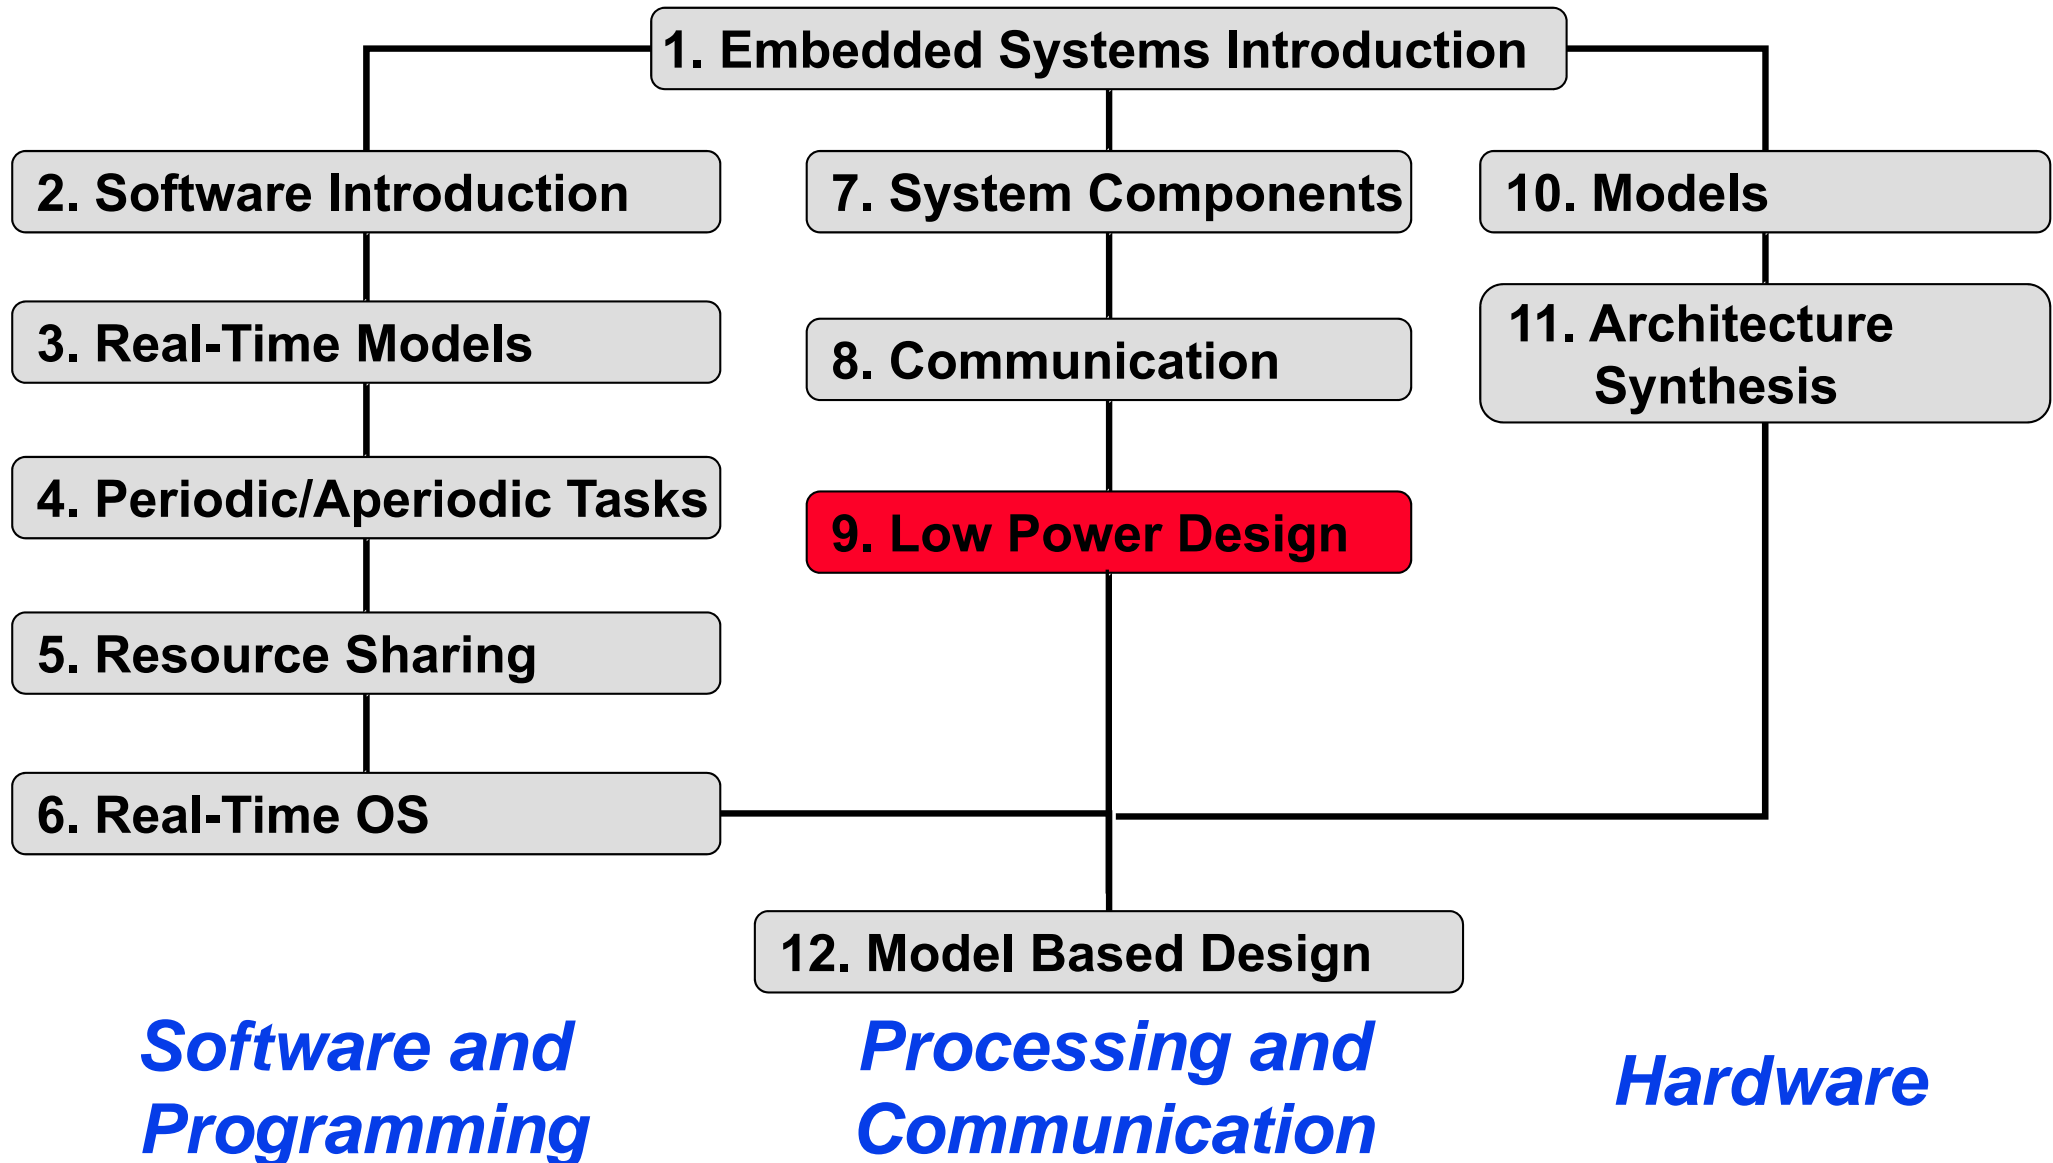 1. Embedded Systems Introduction
2. Software Introduction
3. Real-Time Models
4. Periodic/Aperiodic Tasks
5. Resource Sharing
6. Real-Time OS
7. System Components
8. Communication
9. Low Power Design
10. Models
11. Architecture
Synthesis
12. Model Based Design
Software and
Programming
Processing and
Communication
Hardware